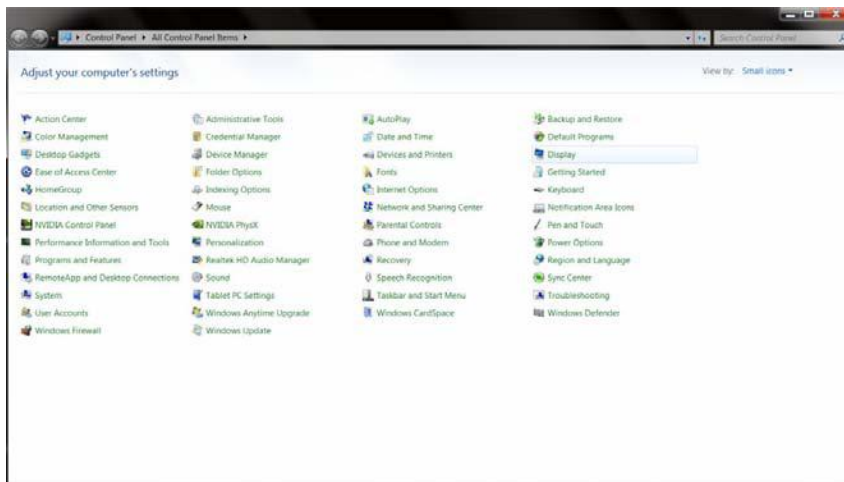 Control Panel All Control Panel Items Search Control Panel
Adjust your computer's settings View by: Small icons
Action Center Administrative Tools AutoPlay Backup and Restore
Color Management Credential Manager Date and Time Default Programs
Desktop Gadgets Device Manager Devices and Printers Display
Ease of Access Center Folder Options Fonts Getting Started
HomeGroup Indexing Options Internet Options Keyboard
Location and Other Sensors Mouse Network and Sharing Center Notification Area Icons
NVIDIA Control Panel NVIDIA PhysX Parental Controls Pen and Touch
Performance Information and Tools Personalization Phone and Modem Power Options
Programs and Features Realtek HD Audio Manager Recovery Region and Language
RemoteApp and Desktop Connections Sound Speech Recognition Sync Center
System Tablet PC Settings Taskbar and Start Menu Troubleshooting
User Accounts Windows Anytime Upgrade Windows CardSpace Windows Defender
Windows Firewall Windows Update